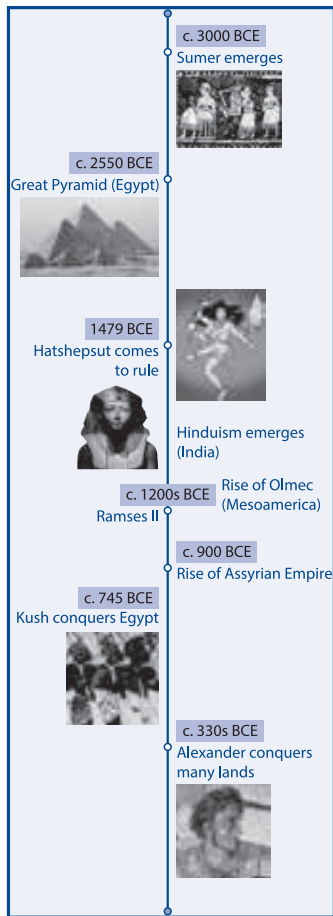 c. 3000 BCE
Sumer emerges
c. 2550 BCE
Great Pyramid (Egypt)
1479 BCE
Hatshepsut comes
to rule
Hinduism emerges
(India)
c. 1200s BCE
Ramses II
Rise of Olmec
(Mesoamerica)
c. 900 BCE
Rise of Assyrian Empire
c. 745 BCE
Kush conquers Egypt
c. 330s BCE
Alexander conquers
many lands